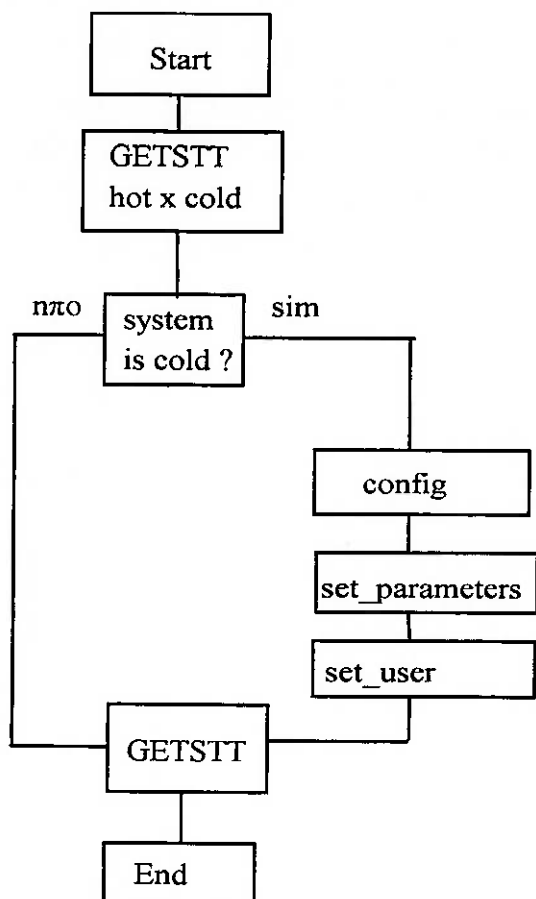 Start
GETSTT
hot x cold
nπo
sim
system
is cold ?
config
set_parameters
set_user
GETSTT
End